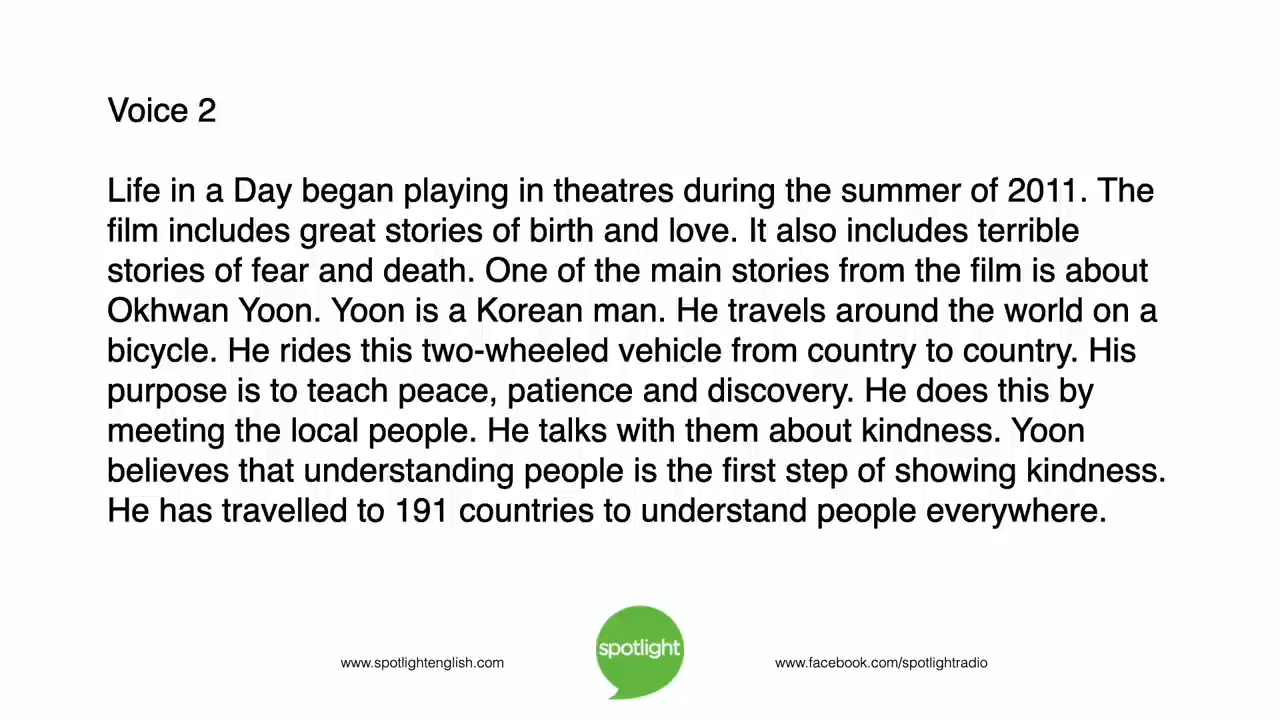 Voice 2
Life in a Day began playing in theatres during the summer of 2011. The
film includes great stories of birth and love. It also includes terrible
stories of fear and death. One of the main stories from the film is about
Okhwan Yoon. Yoon is a Korean man. He travels around the world on a
bicycle. He rides this two-wheeled vehicle from country to country. His
purpose is to teach peace, patience and discovery. He does this by
meeting the local people. He talks with them about kindness. Yoon
believes that understanding people is the first step of showing kindness.
He has travelled to 191 countries to understand people everywhere.
www.spotlightenglish.com
spotlight
www.facebook.com/spotlightradio